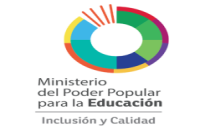 Ministerio
del Poder Popular
para la Educación
Inclusión y Calidad